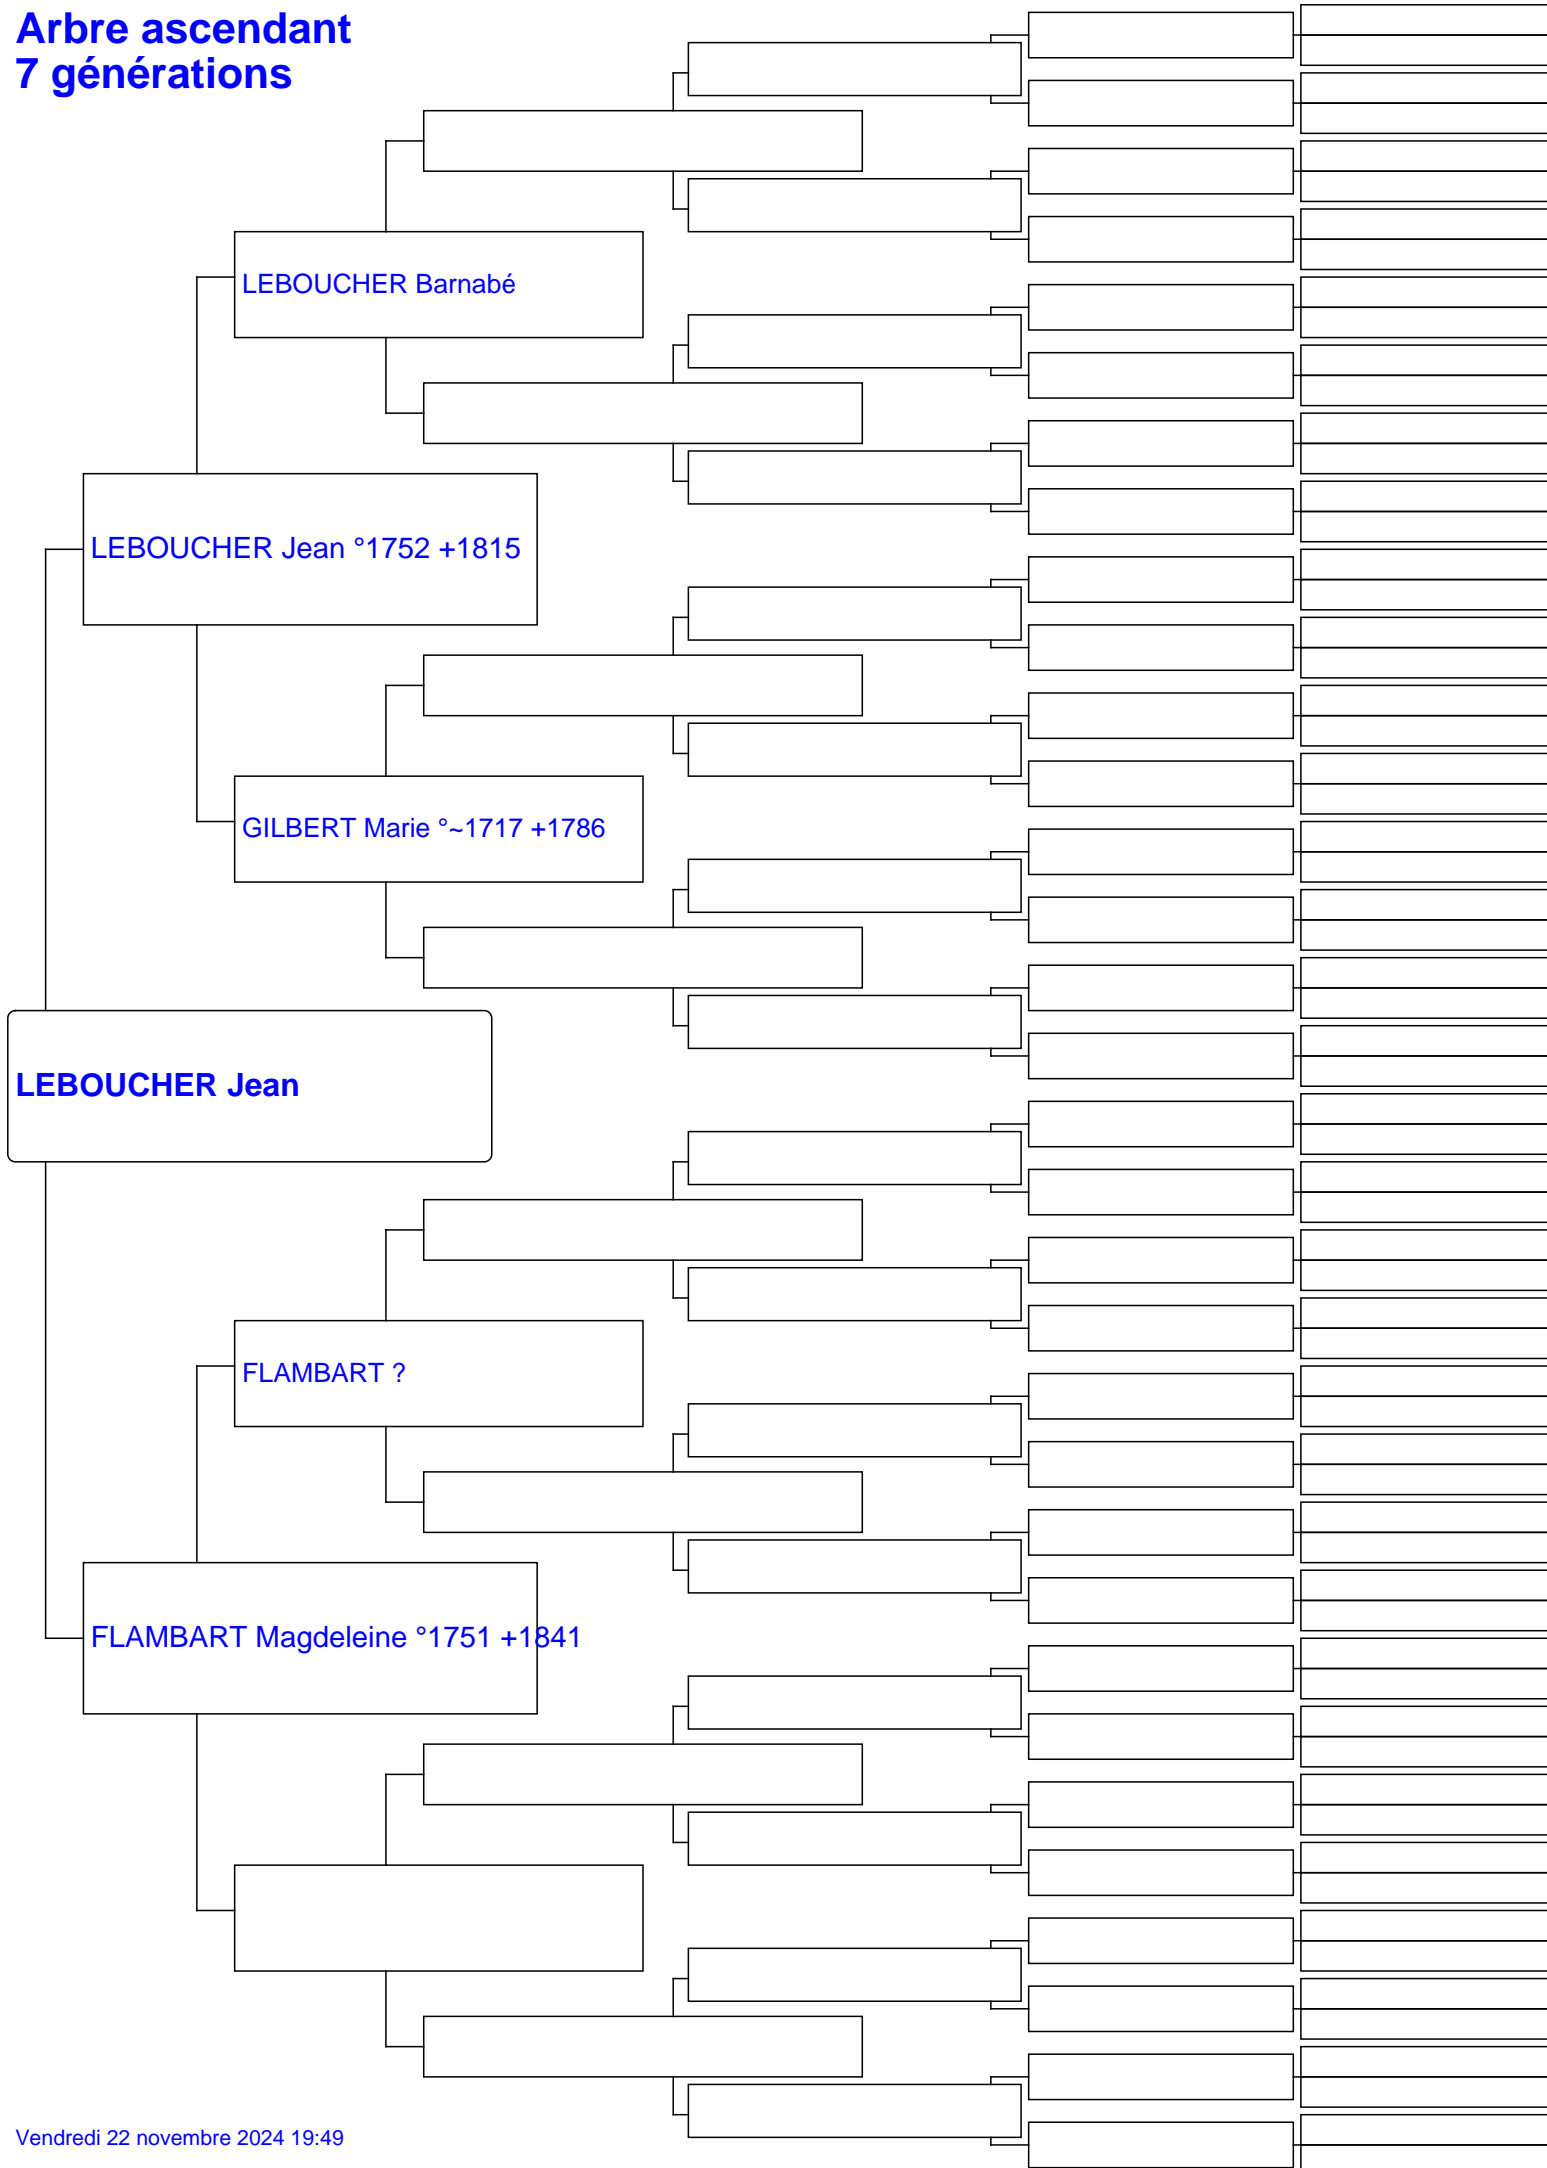 Arbre ascendant
7 générations
LEBOUCHER Barnabé
LEBOUCHER Jean °1752 +1815
GILBERT Marie °~1717 +1786
LEBOUCHER Jean
FLAMBART ?
FLAMBART Magdeleine °1751 +1841
Vendredi 22 novembre 2024 19:49